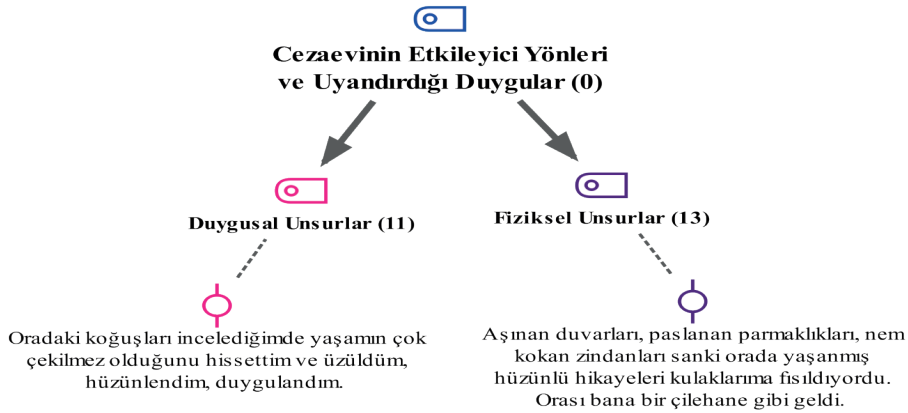 Cezaevinin Etkileyici Yönleri
ve Uyandırdığı Duygular (0)
Duygusal Unsurlar (11)
Fiziksel Unsurlar (13)
Oradaki koğuşları incelediğimde yaşamın çok
çekilmez olduğunu hissettim ve üzüldüm,
hüzünlendim, duygulandım.
Aşınan duvarları, paslanan parmaklıkları, nem
kokan zindanları sanki orada yaşanmış
hüzünlü hikayeleri kulaklarıma fısıldıyordu.
Orası bana bir çilehane gibi geldi.